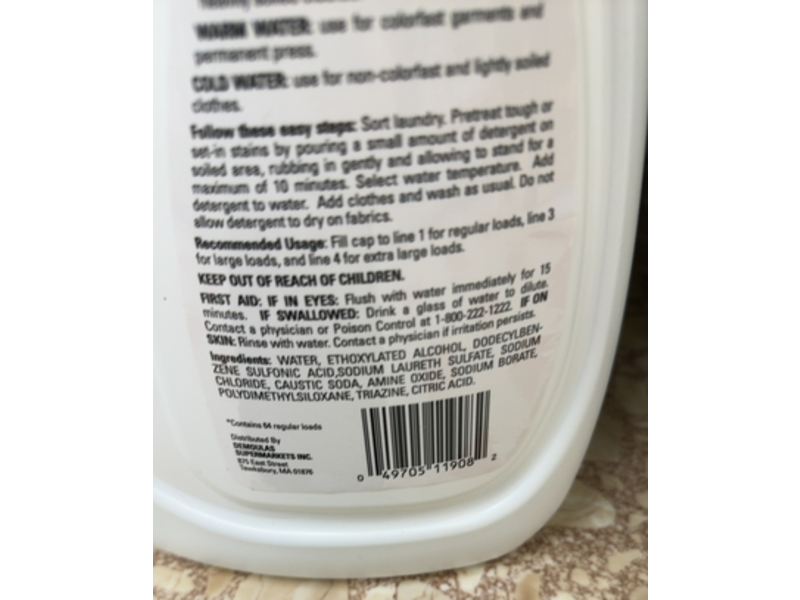 WARM WATER: use for colorfast garments and
permanent press.
COLD WATER: use for non-colorfast and lightly soiled
clothes.
Follow these easy steps: Sort laundry. Pretreat tough or
set-in stains by pouring a small amount of detergent on
soiled area, rubbing in gently and allowing to stand for a
maximum of 10 minutes. Select water temperature. Add
detergent to water. Add clothes and wash as usual. Do not
allow detergent to dry on fabrics.
Recommended Usage: Fill cap to line 1 for regular loads, line 3
for large loads, and line 4 for extra large loads.
KEEP OUT OF REACH OF CHILDREN.
FIRST AID: IF IN EYES: Flush with water immediately for 15
minutes. IF SWALLOWED: Drink a glass of water to dilute.
Contact a physician or Poison Control at 1-800-222-1222. IF ON
SKIN: Rinse with water. Contact a physician if irritation persists.
Ingredients: WATER, ETHOXYLATED ALCOHOL, DODECYLBEN-
ZENE SULFONIC ACID,SODIUM LAURETH SULFATE, SODIUM
CHLORIDE, CAUSTIC SODA, AMINE OXIDE, SODIUM BORATE,
POLYDIMETHYLSILOXANE, TRIAZINE, CITRIC ACID.
*Contains 64 regular loads
Distributed By
DEMOULAS
SUPERMARKETS INC.
875 East Street
Tewksbury, MA 01876
0 49705 11908 2